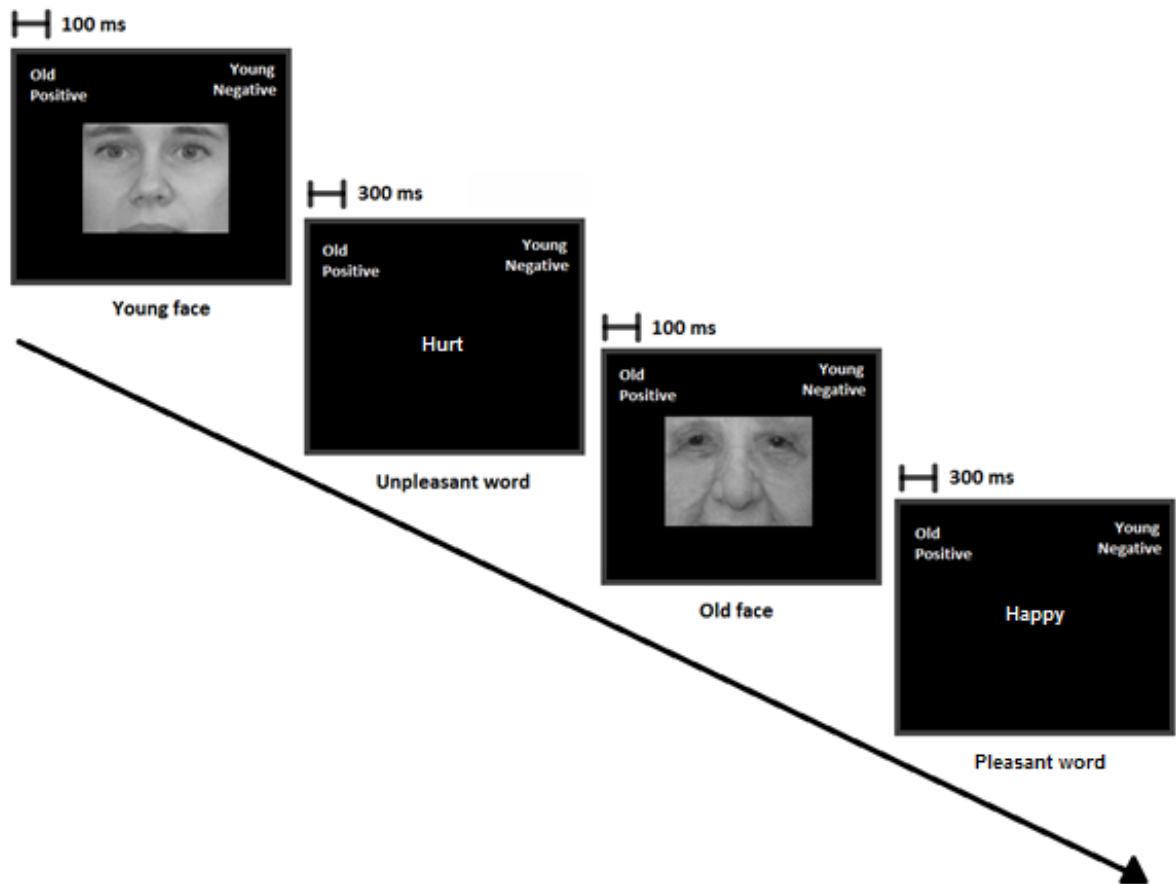 100 ms
Old
Positive
Young
Negative
Young face
300 ms
Old
Positive
Young
Negative
Hurt
Unpleasant word
100 ms
Old
Positive
Young
Negative
Old face
300 ms
Old
Positive
Young
Negative
Happy
Pleasant word